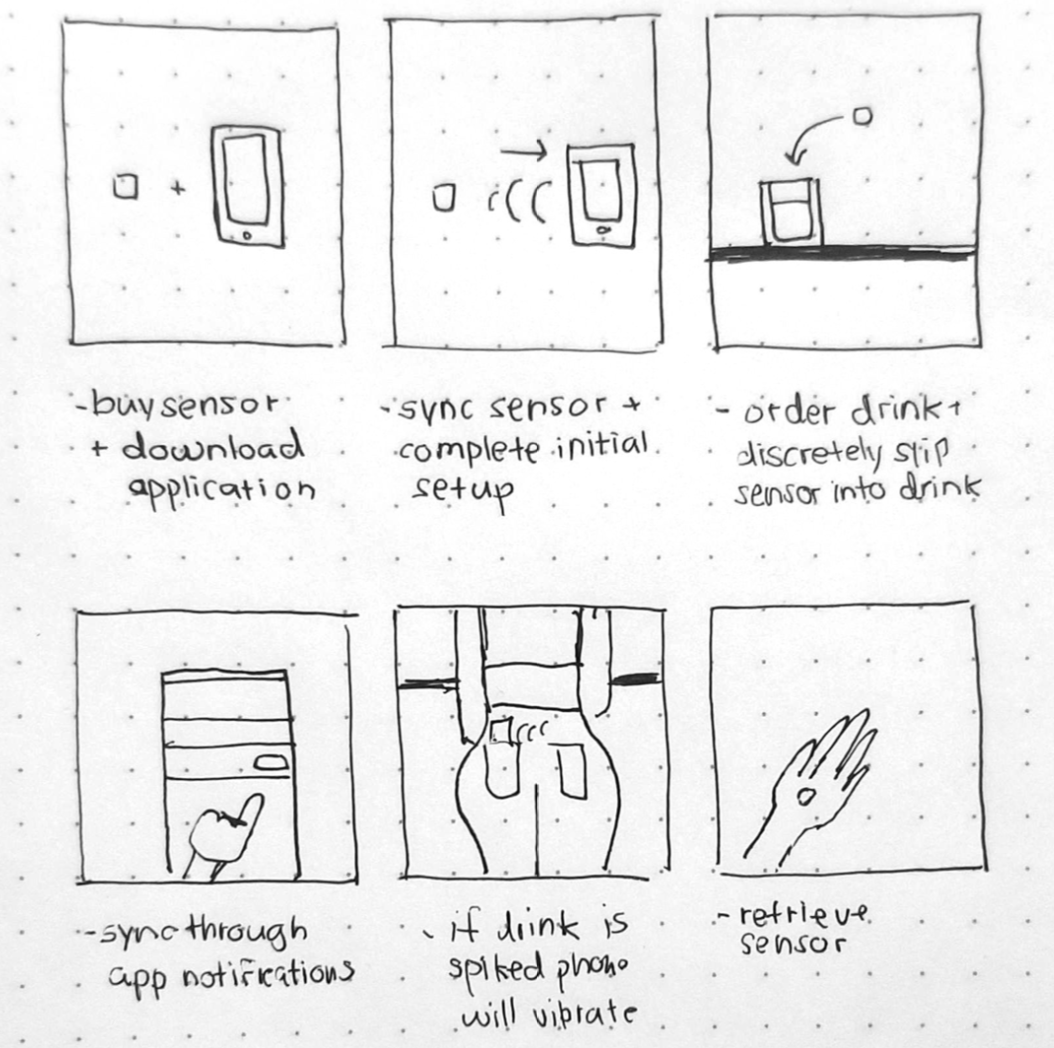 - buy sensor
+ download
application
- sync sensor +
complete initial
setup
- order drink +
discretely slip
sensor into drink
- sync through
app notifications
- if drink is
spiked phone
will vibrate
- retrieve
sensor